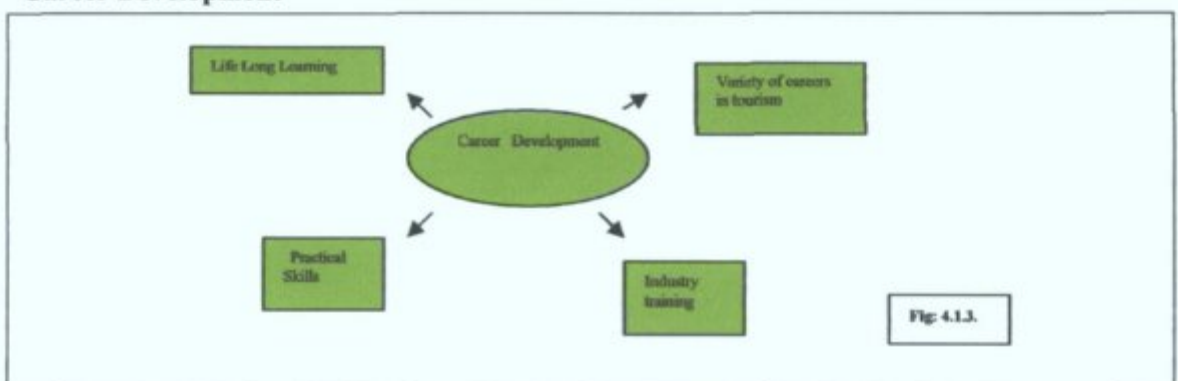 Life Long Learning
Variety of careers
in tourism
Career Development
Practical
Skills
Industry
training
Fig: 4.1.3.